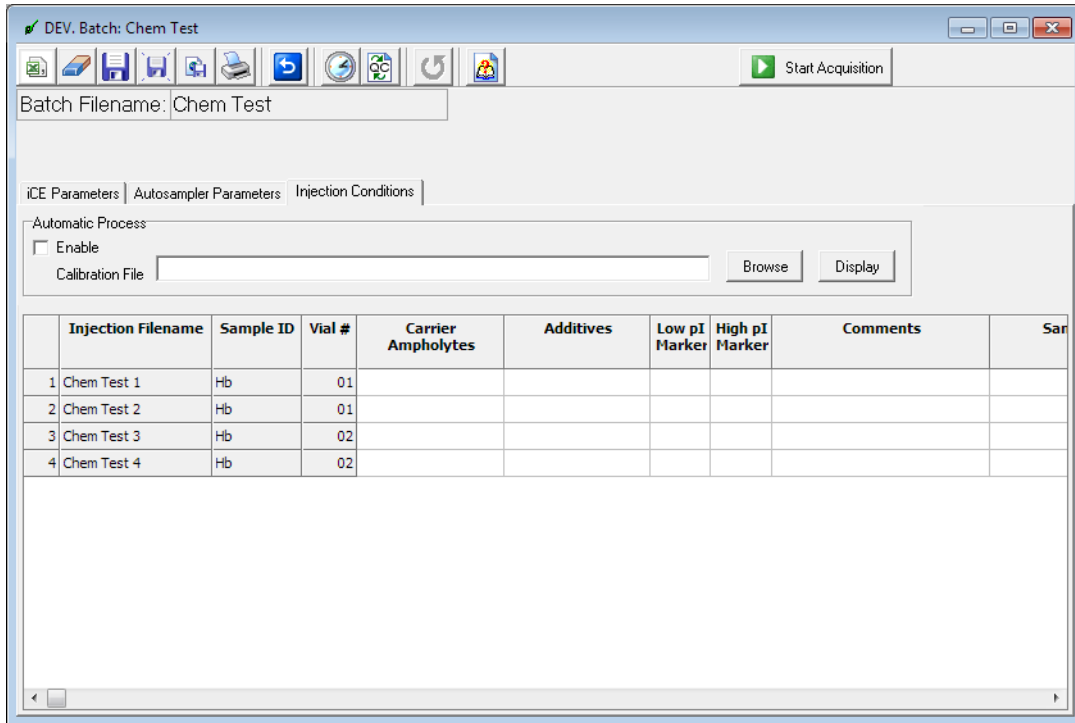 DEV. Batch: Chem Test
QC
Start Acquisition
Batch Filename: Chem Test
iCE Parameters Autosampler Parameters Injection Conditions
Automatic Process
Enable
Calibration File Browse Display
Injection Filename Sample ID Vial # Carrier Ampholytes Additives Low pI Marker High pI Marker Comments Sam
1 Chem Test 1 Hb 01
2 Chem Test 2 Hb 01
3 Chem Test 3 Hb 02
4 Chem Test 4 Hb 02